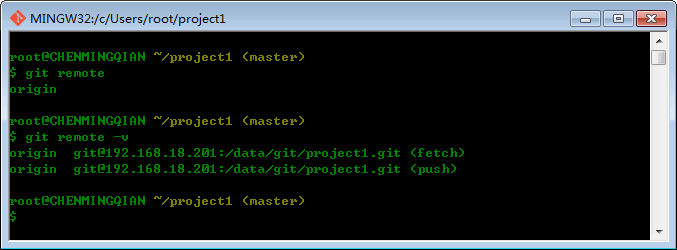 MINGW32:/c/Users/root/project1
root@CHENMINGQIAN ~/project1 (master)
$ git remote
origin
root@CHENMINGQIAN ~/project1 (master)
$ git remote -v
origin  git@192.168.18.201:/data/git/project1.git (fetch)
origin  git@192.168.18.201:/data/git/project1.git (push)
root@CHENMINGQIAN ~/project1 (master)
$